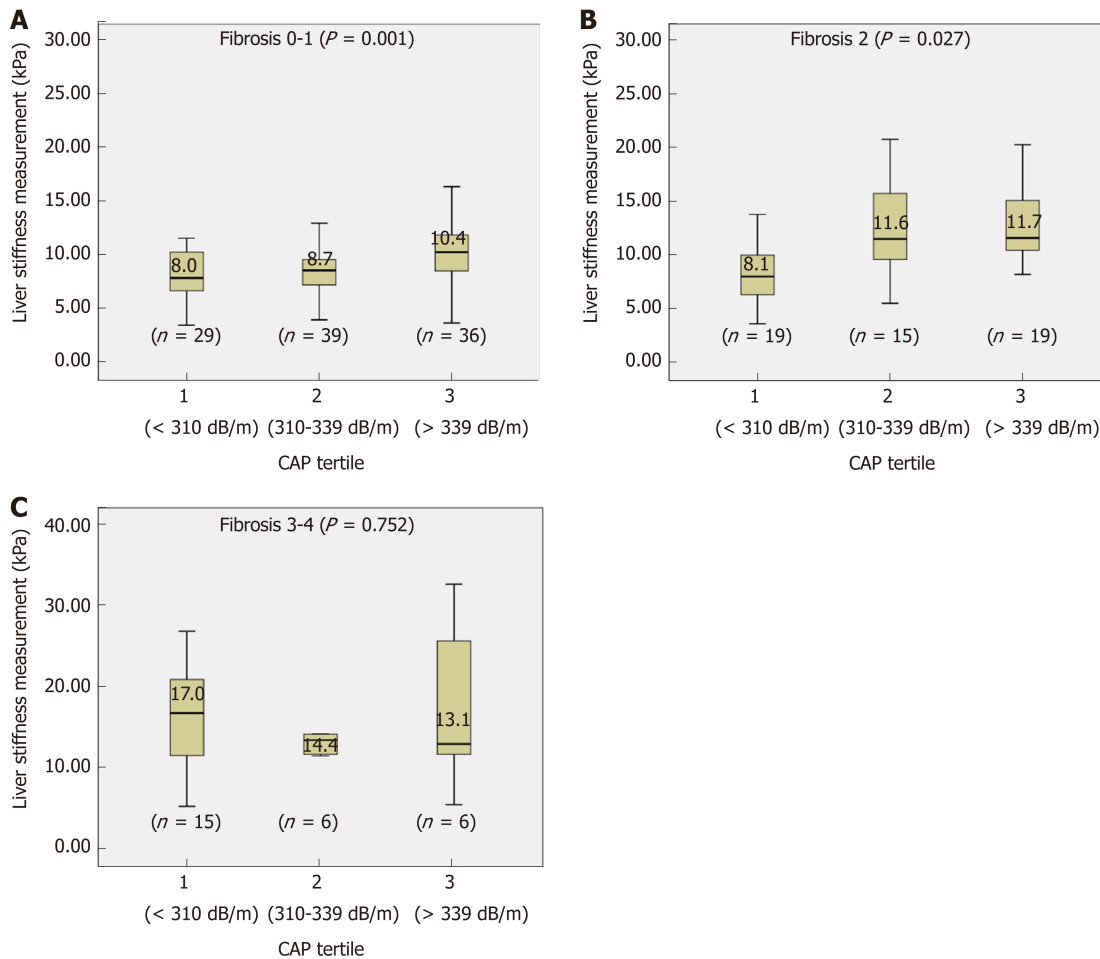 A
Fibrosis 0-1 (P = 0.001)
Liver stiffness measurement (kPa)
30.00
25.00
20.00
15.00
10.00
5.00
0.00
8.0
8.7
10.4
(n = 29)
(n = 39)
(n = 36)
1
2
3
(< 310 dB/m)
(310-339 dB/m)
(> 339 dB/m)
CAP tertile
B
Fibrosis 2 (P = 0.027)
Liver stiffness measurement (kPa)
30.00
25.00
20.00
15.00
10.00
5.00
0.00
8.1
11.6
11.7
(n = 19)
(n = 15)
(n = 19)
1
2
3
(< 310 dB/m)
(310-339 dB/m)
(> 339 dB/m)
CAP tertile
C
Fibrosis 3-4 (P = 0.752)
Liver stiffness measurement (kPa)
40.00
30.00
20.00
10.00
0.00
17.0
14.4
13.1
(n = 15)
(n = 6)
(n = 6)
1
2
3
(< 310 dB/m)
(310-339 dB/m)
(> 339 dB/m)
CAP tertile